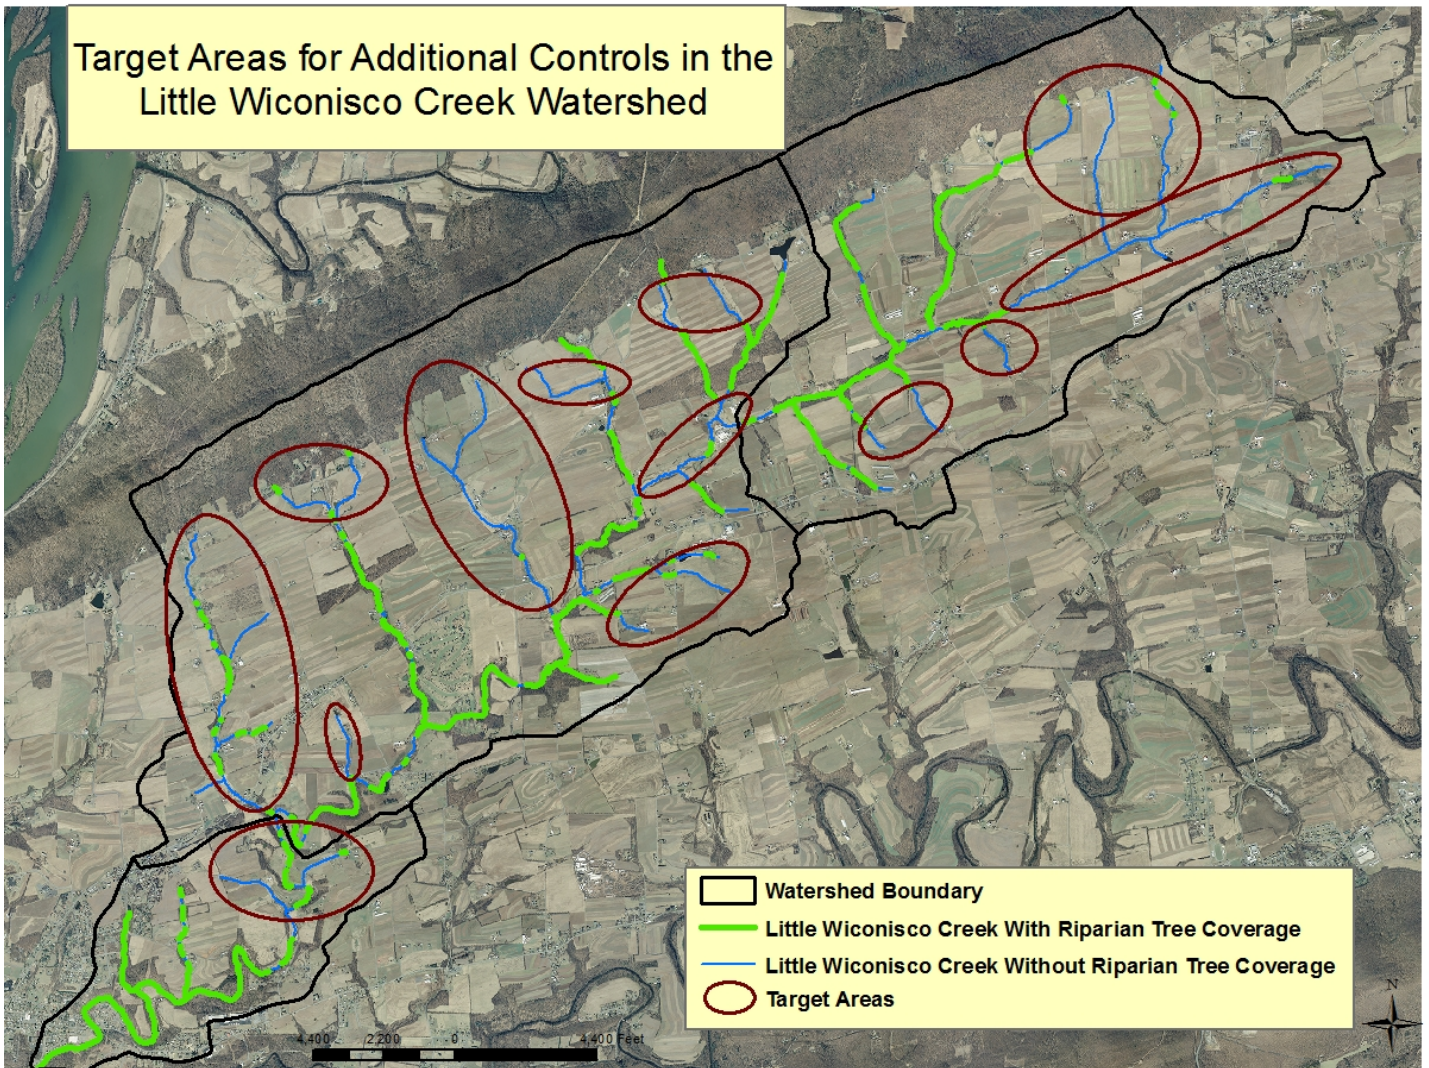 Target Areas for Additional Controls in the
Little Wiconisco Creek Watershed
Watershed Boundary
Little Wiconisco Creek With Riparian Tree Coverage
Little Wiconisco Creek Without Riparian Tree Coverage
Target Areas
N
4,400 2,200 0 4,400 Feet